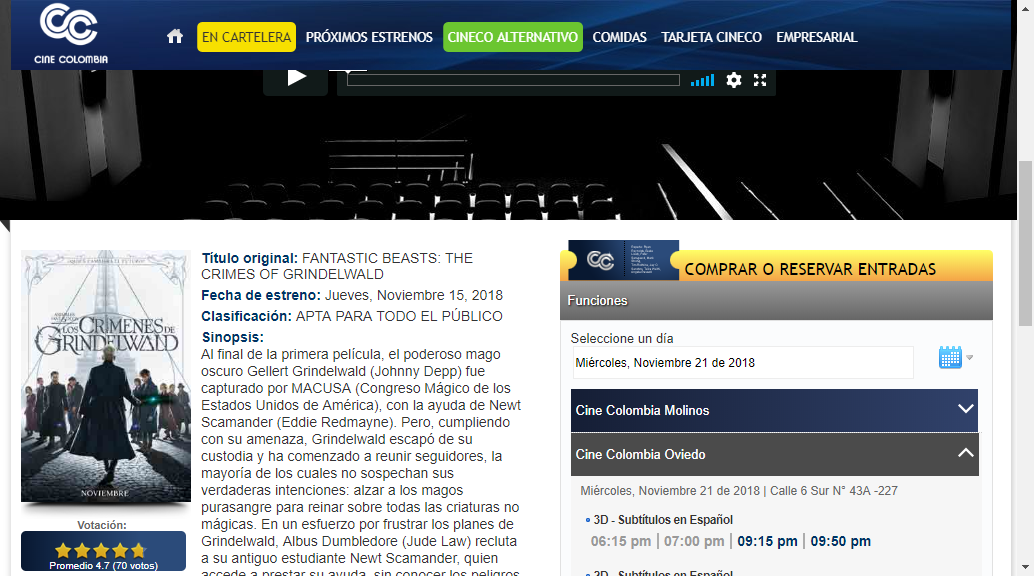 CINE COLOMBIA
EN CARTELERA
PRÓXIMOS ESTRENOS
CINECO ALTERNATIVO
COMIDAS
TARJETA CINECO
EMPRESARIAL
LOS CRÍMENES DE
GRINDELWALD
NOVIEMBRE
Votación:
Promedio 4.7 (70 votos)
Título original: FANTASTIC BEASTS: THE
CRIMES OF GRINDELWALD
Fecha de estreno: Jueves, Noviembre 15, 2018
Clasificación: APTA PARA TODO EL PÚBLICO
Sinopsis:
Al final de la primera película, el poderoso mago
oscuro Gellert Grindelwald (Johnny Depp) fue
capturado por MACUSA (Congreso Mágico de los
Estados Unidos de América), con la ayuda de Newt
Scamander (Eddie Redmayne). Pero, cumpliendo
con su amenaza, Grindelwald escapó de su
custodia y ha comenzado a reunir seguidores, la
mayoría de los cuales no sospechan sus
verdaderas intenciones: alzar a los magos
purasangre para reinar sobre todas las criaturas no
mágicas. En un esfuerzo por frustrar los planes de
Grindelwald, Albus Dumbledore (Jude Law) recluta
a su antiguo estudiante Newt Scamander, quien
accede a prestar su ayuda, sin conocer los peligros
COMPRAR O RESERVAR ENTRADAS
Funciones
Seleccione un día
Miércoles, Noviembre 21 de 2018
Cine Colombia Molinos
Cine Colombia Oviedo
Miércoles, Noviembre 21 de 2018 | Calle 6 Sur N° 43A -227
3D - Subtítulos en Español
06:15 pm | 07:00 pm | 09:15 pm | 09:50 pm
2D - Subtítulos en Español